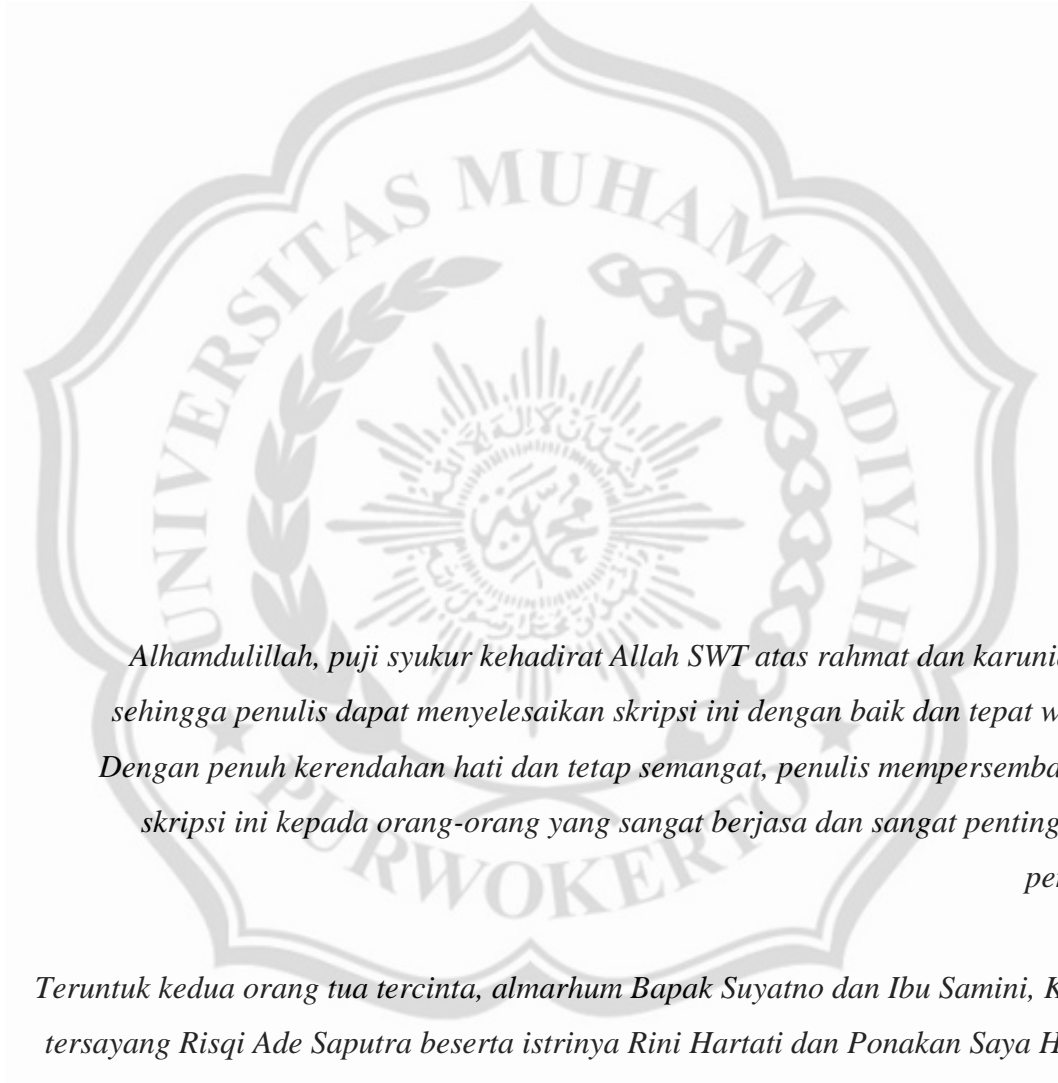 UNIVERSITAS MUHAMMADIYAH
PURWOKERTO
Alhamdulillah, puji syukur kehadirat Allah SWT atas rahmat dan karuni
sehingga penulis dapat menyelesaikan skripsi ini dengan baik dan tepat w
Dengan penuh kerendahan hati dan tetap semangat, penulis mempersemba
skripsi ini kepada orang-orang yang sangat berjasa dan sangat penting
pe
Teruntuk kedua orang tua tercinta, almarhum Bapak Suyatno dan Ibu Samini, K
tersayang Risqi Ade Saputra beserta istrinya Rini Hartati dan Ponakan Saya H